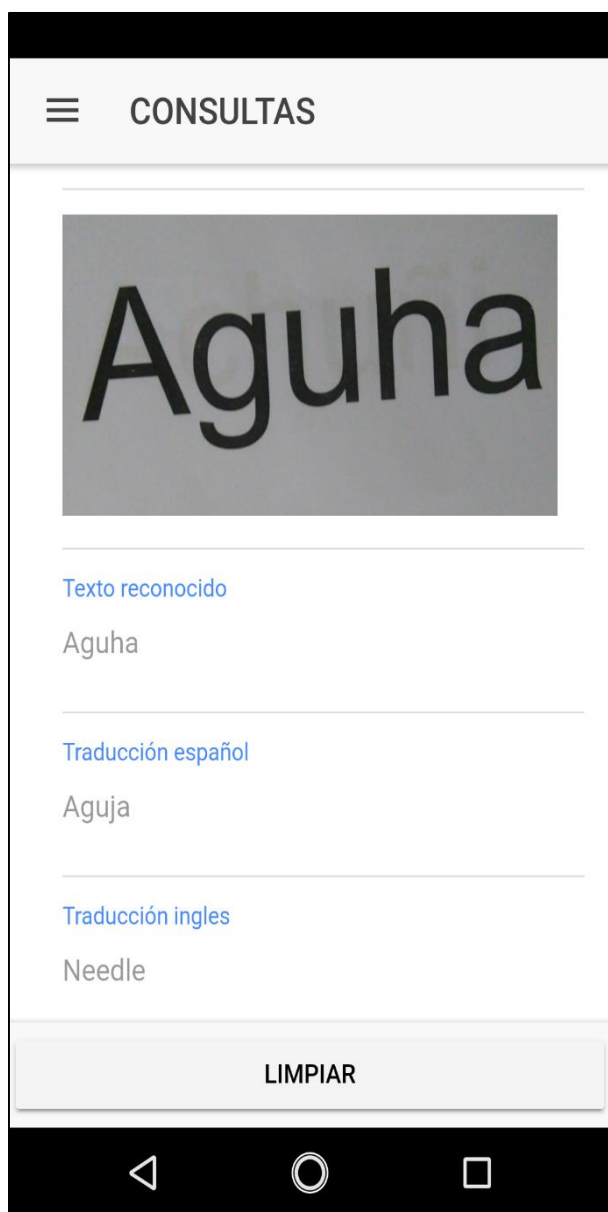 CONSULTAS
Aguha
Texto reconocido
Aguha
Traducción español
Aguja
Traducción ingles
Needle
LIMPIAR